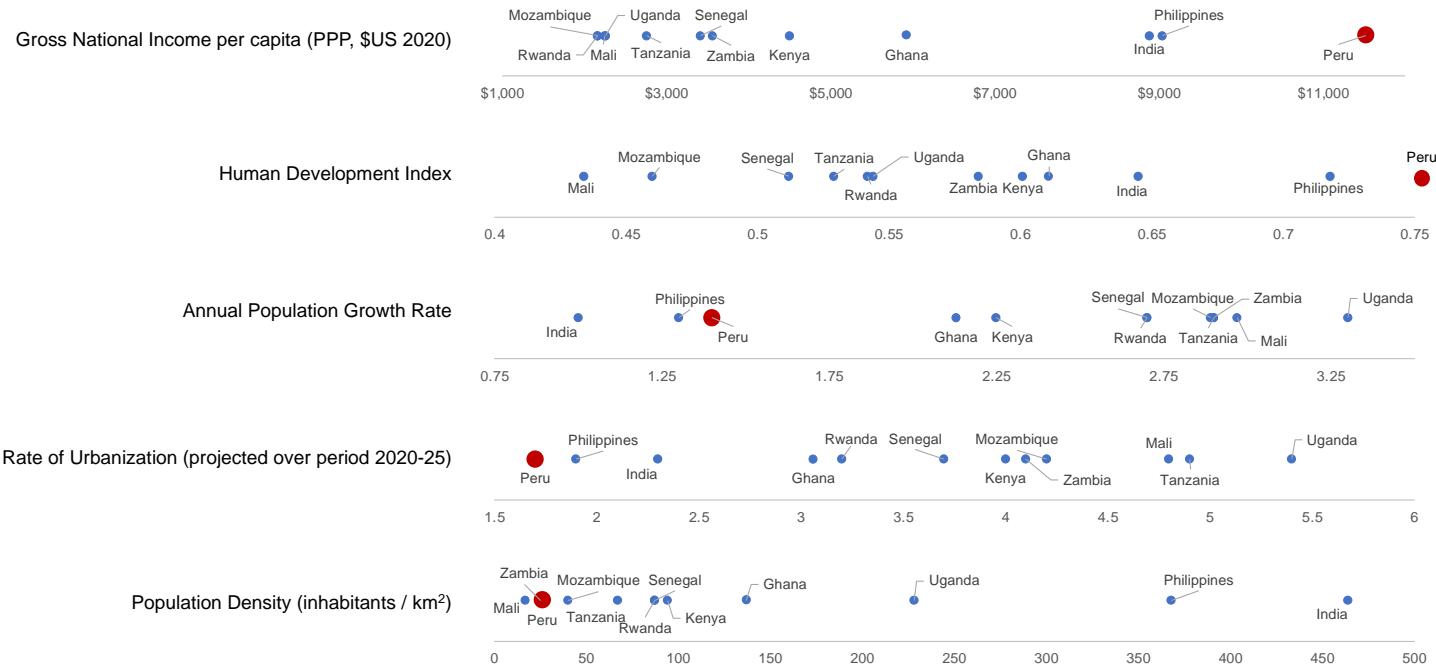 Mozambique Uganda Senegal Philippines
Gross National Income per capita (PPP, $US 2020)
Rwanda Mali Tanzania Zambia Kenya Ghana India Peru
$1,000 $3,000 $5,000 $7,000 $9,000 $11,000
Mozambique Senegal Tanzania Uganda Ghana Peru
Human Development Index
Mali Rwanda Zambia Kenya India Philippines
0.4 0.45 0.5 0.55 0.6 0.65 0.7 0.75
Philippines Senegal Mozambique Zambia Uganda
Annual Population Growth Rate
India Peru Ghana Kenya Rwanda Tanzania Mali
0.75 1.25 1.75 2.25 2.75 3.25
Philippines Rwanda Senegal Mozambique Mali Uganda
Rate of Urbanization (projected over period 2020-25)
Peru India Ghana Kenya Zambia Tanzania
1.5 2 2.5 3 3.5 4 4.5 5 5.5 6
Zambia Mozambique Senegal Ghana Uganda Philippines
Population Density (inhabitants / km²)
Mali Peru Tanzania Rwanda Kenya India
0 50 100 150 200 250 300 350 400 450 500